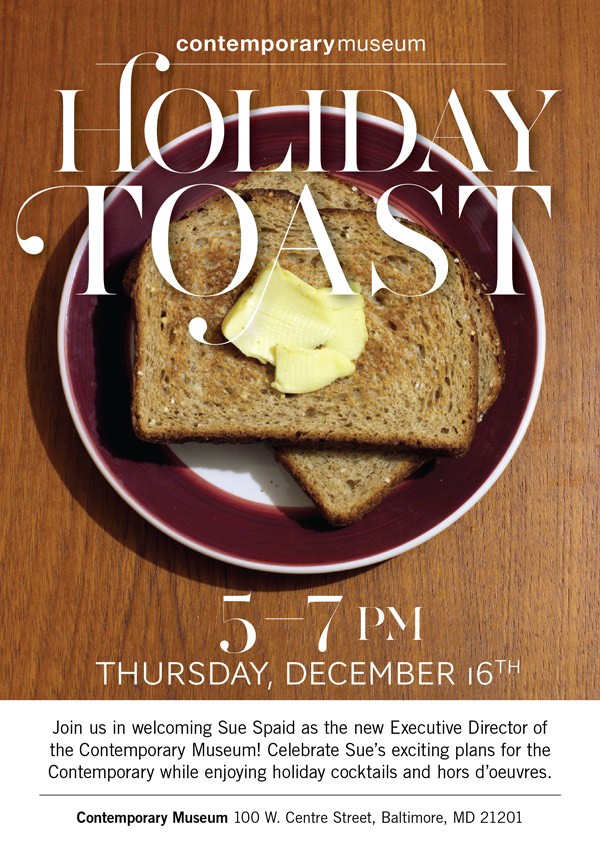 contemporarymuseum
HOLIDAY
TOAST
5–7 PM
THURSDAY, DECEMBER 16TH
Join us in welcoming Sue Spaid as the new Executive Director of
the Contemporary Museum! Celebrate Sue’s exciting plans for the
Contemporary while enjoying holiday cocktails and hors d’oeuvres.
Contemporary Museum 100 W. Centre Street, Baltimore, MD 21201